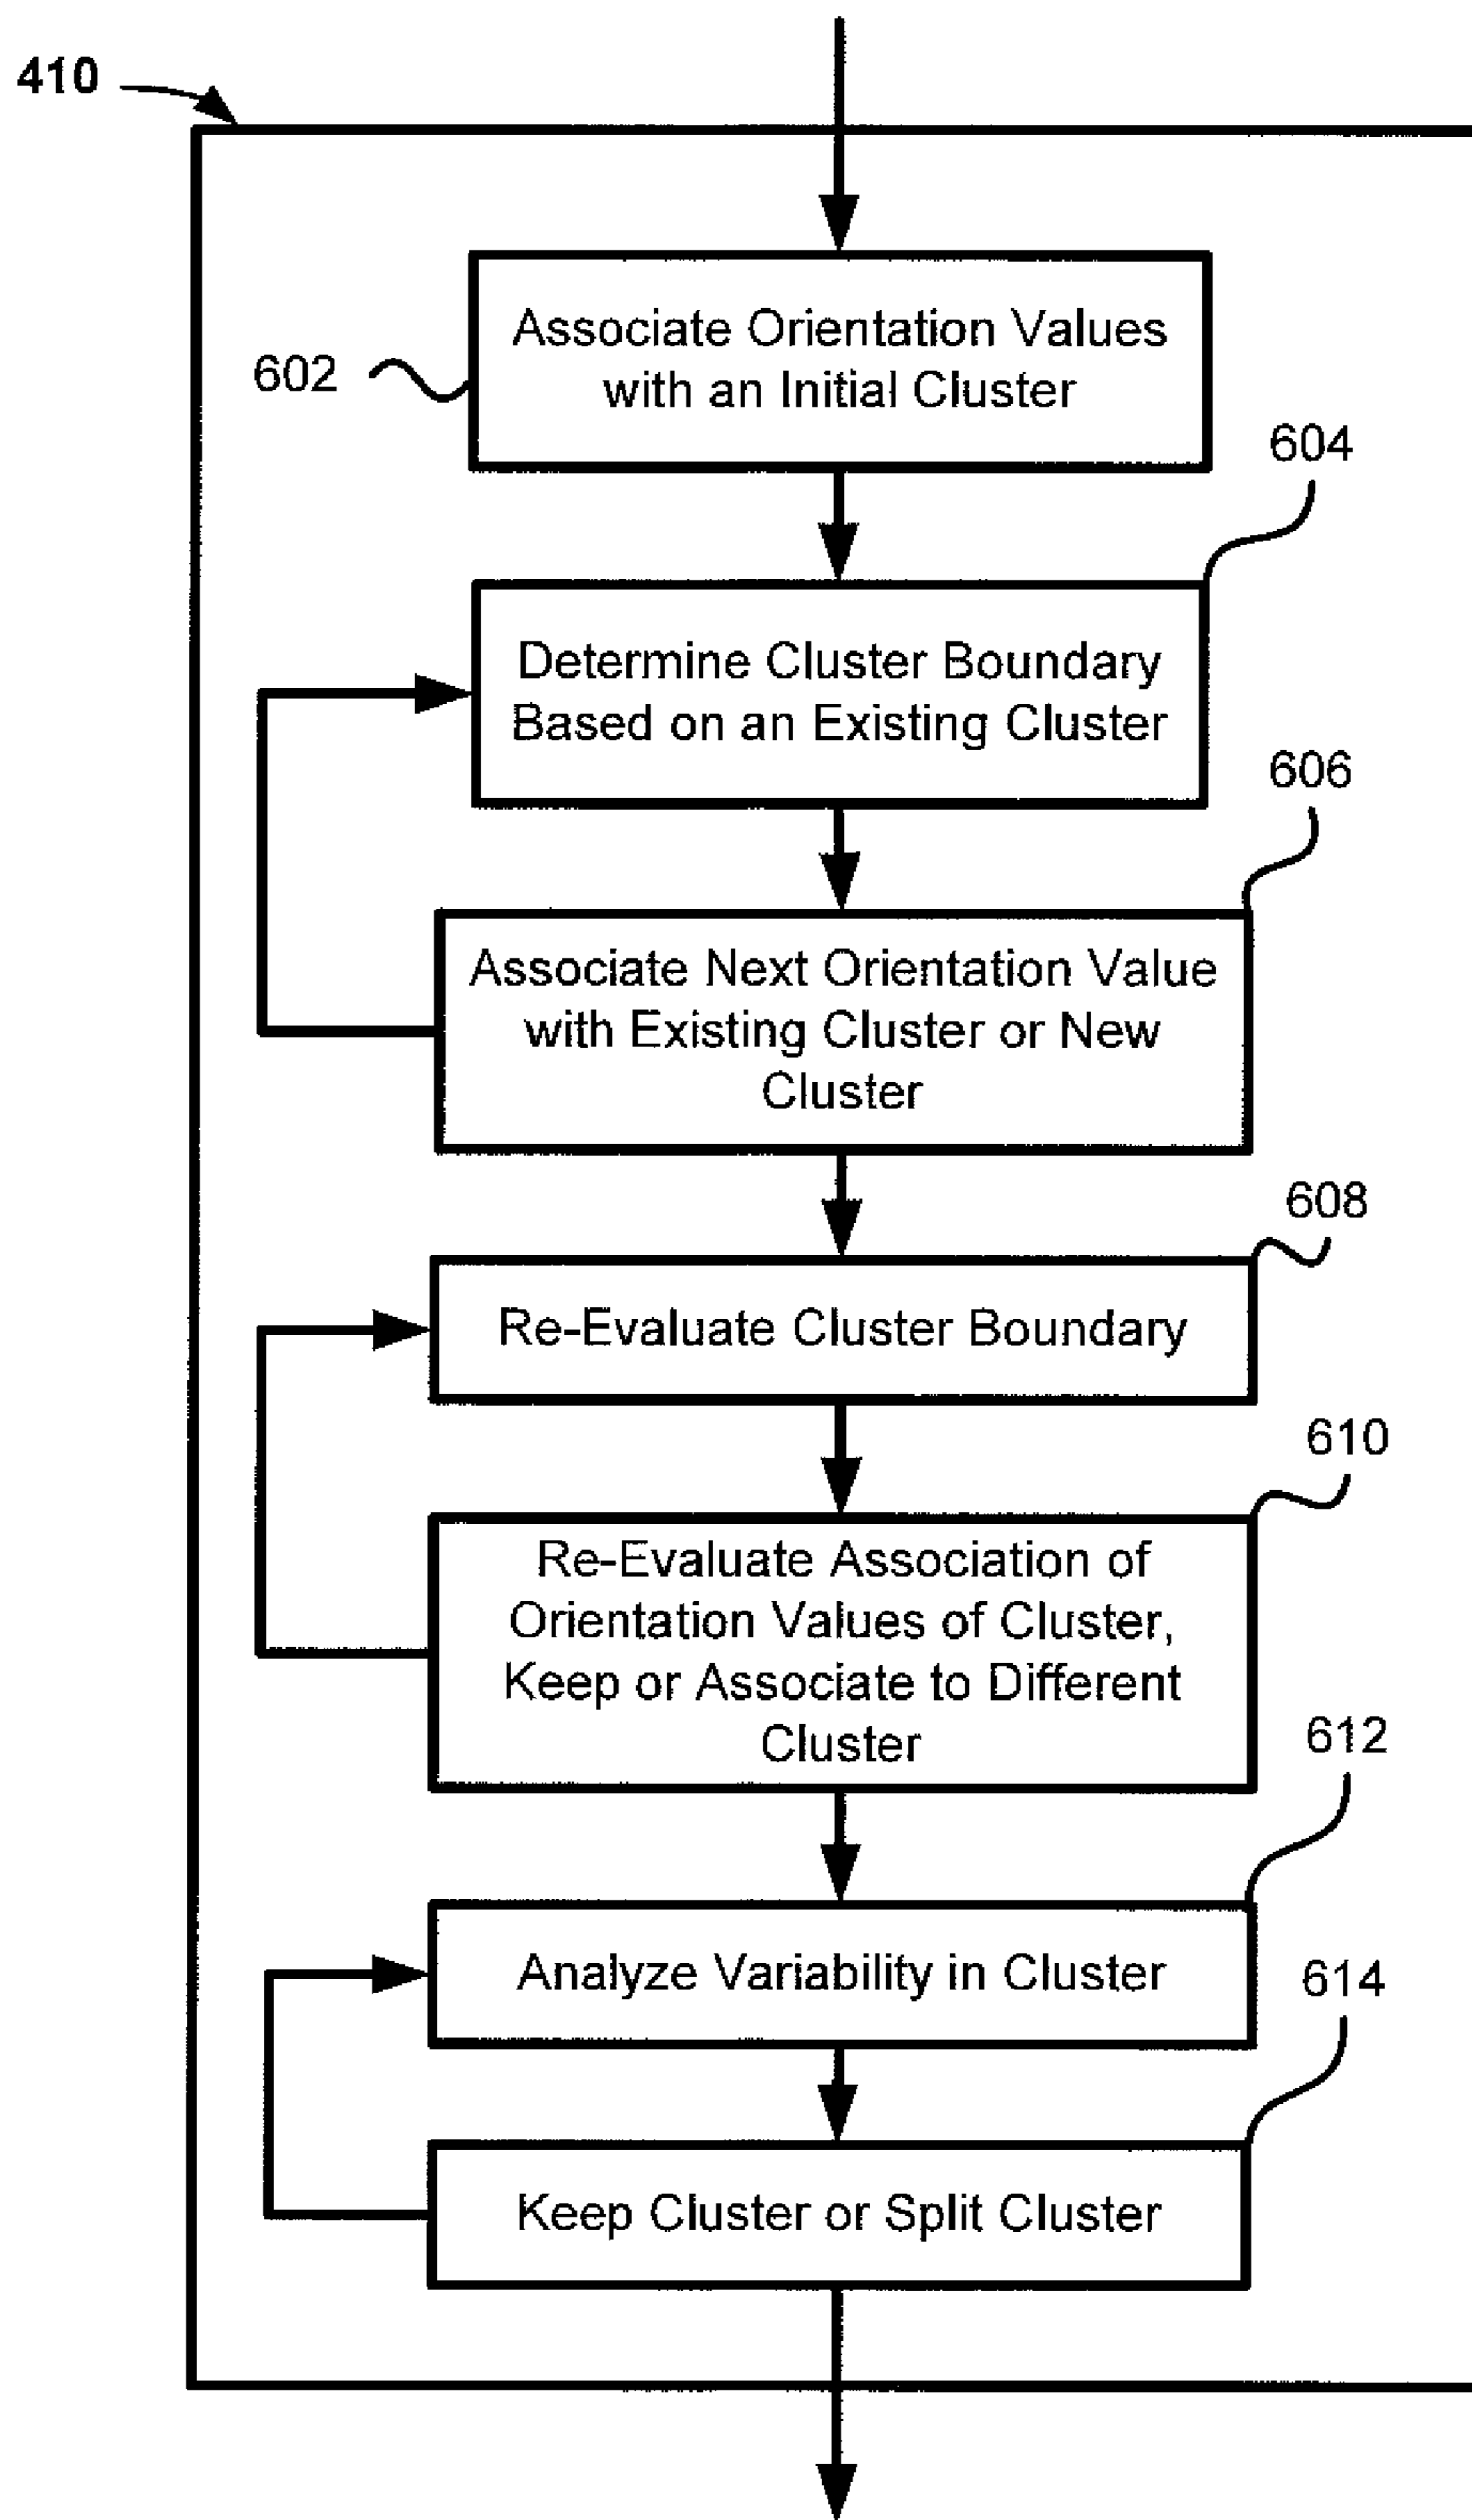 410
Associate Orientation Values
with an Initial Cluster
602
604
Determine Cluster Boundary
Based on an Existing Cluster
606
Associate Next Orientation Value
with Existing Cluster or New
Cluster
608
Re-Evaluate Cluster Boundary
610
Re-Evaluate Association of
Orientation Values of Cluster,
Keep or Associate to Different
Cluster
612
Analyze Variability in Cluster
614
Keep Cluster or Split Cluster